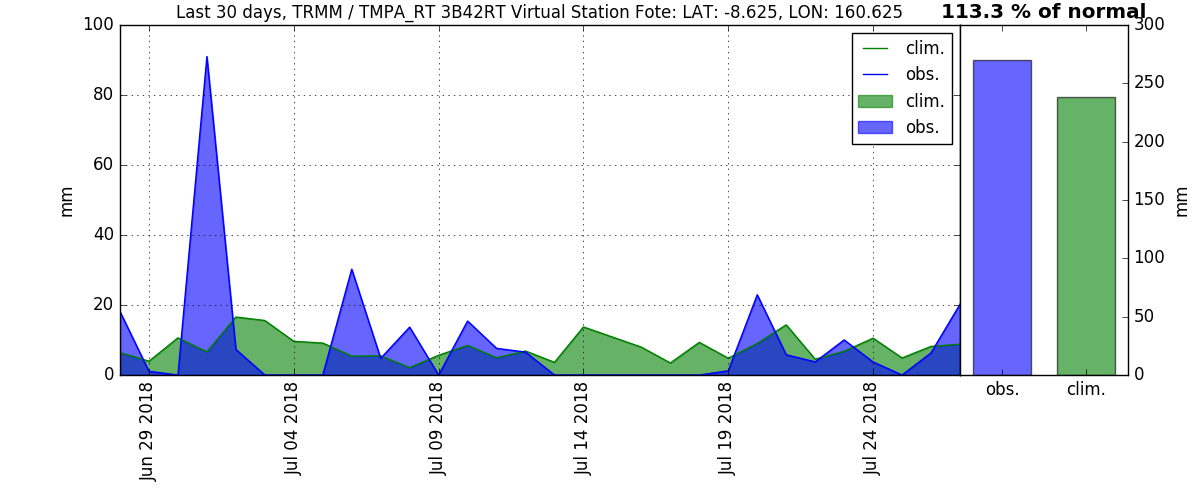 Last 30 days, TRMM / TMPA_RT 3B42RT Virtual Station Fote: LAT: -8.625, LON: 160.625
113.3 % of normal
100
80
60
40
20
0
mm
clim.
obs.
clim.
obs.
Jun 29 2018
Jul 04 2018
Jul 09 2018
Jul 14 2018
Jul 19 2018
Jul 24 2018
300
250
200
150
100
50
0
mm
obs.
clim.